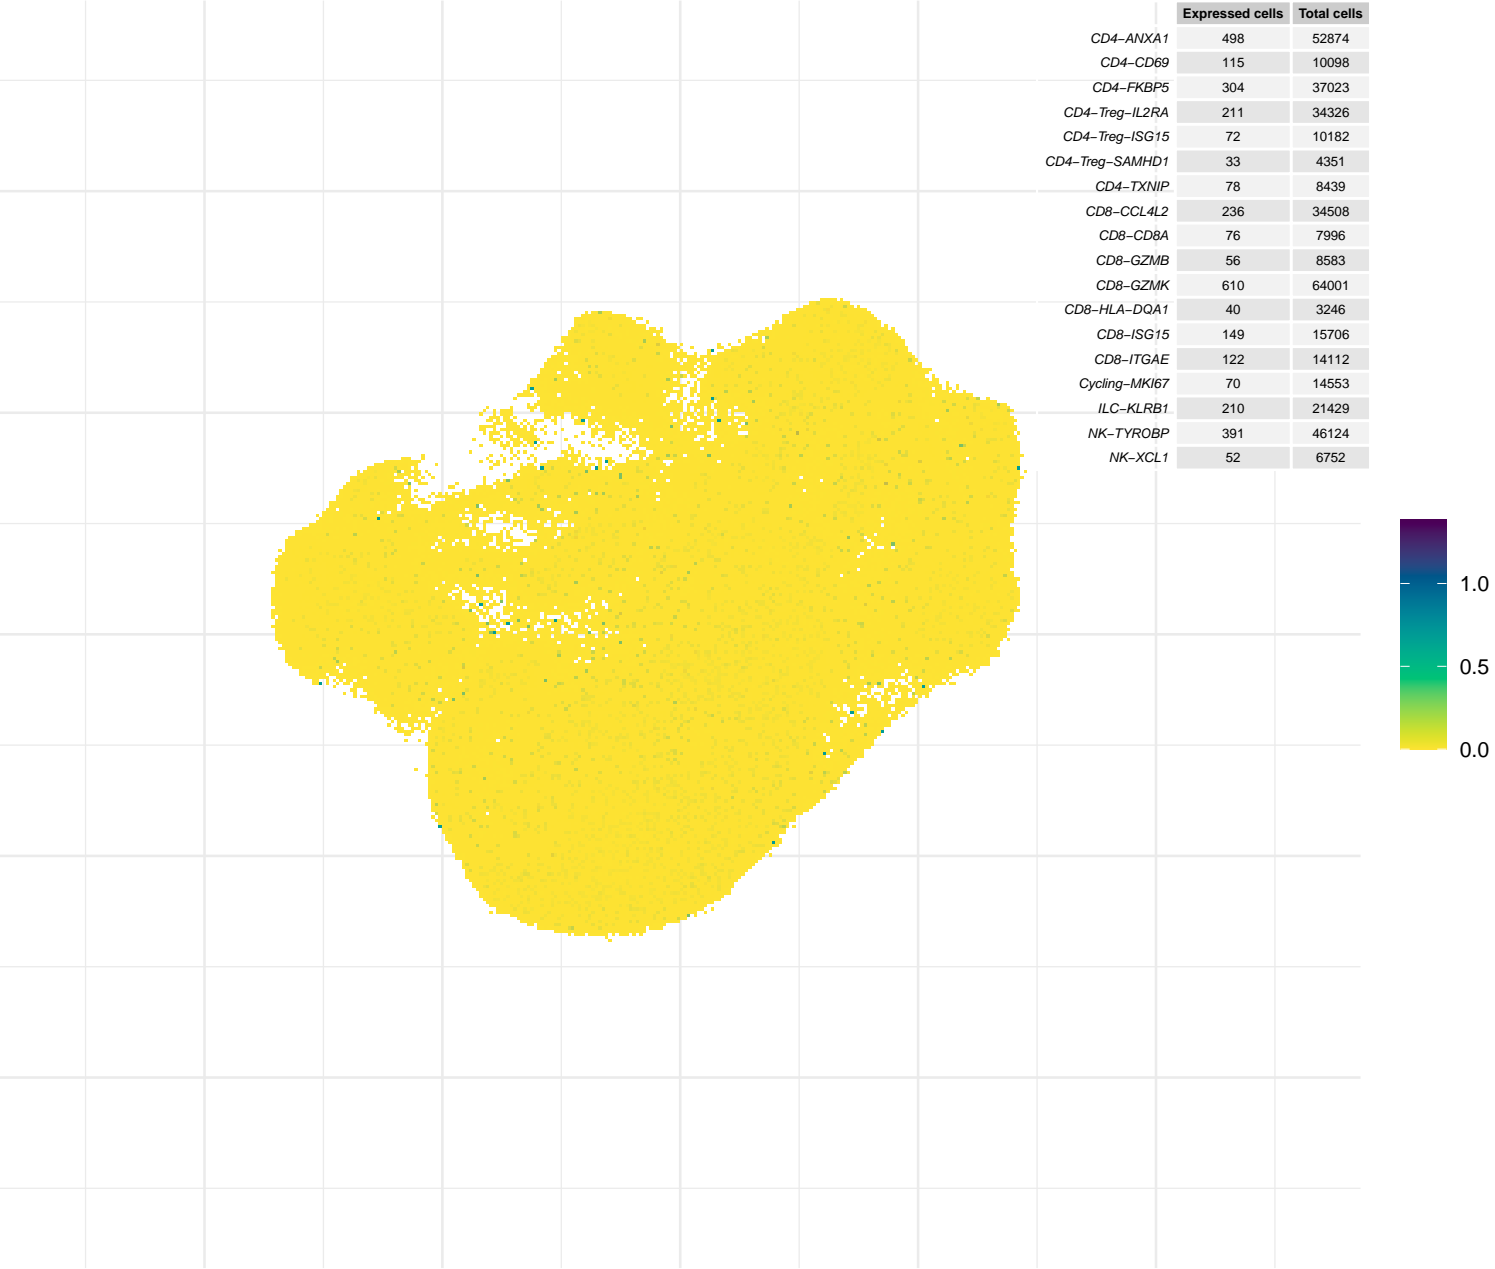 Expressed cells Total cells
CD4−ANXA1 498 52874
CD4−CD69 115 10098
CD4−FKBP5 304 37023
CD4−Treg−IL2RA 211 34326
CD4−Treg−ISG15 72 10182
CD4−Treg−SAMHD1 33 4351
CD4−TXNIP 78 8439
CD8−CCL4L2 236 34508
CD8−CD8A 76 7996
CD8−GZMB 56 8583
CD8−GZMK 610 64001
CD8−HLA−DQA1 40 3246
CD8−ISG15 149 15706
CD8−ITGAE 122 14112
Cycling−MKI67 70 14553
ILC−KLRB1 210 21429
NK−TYROBP 391 46124
NK−XCL1 52 6752
1.0
0.5
0.0